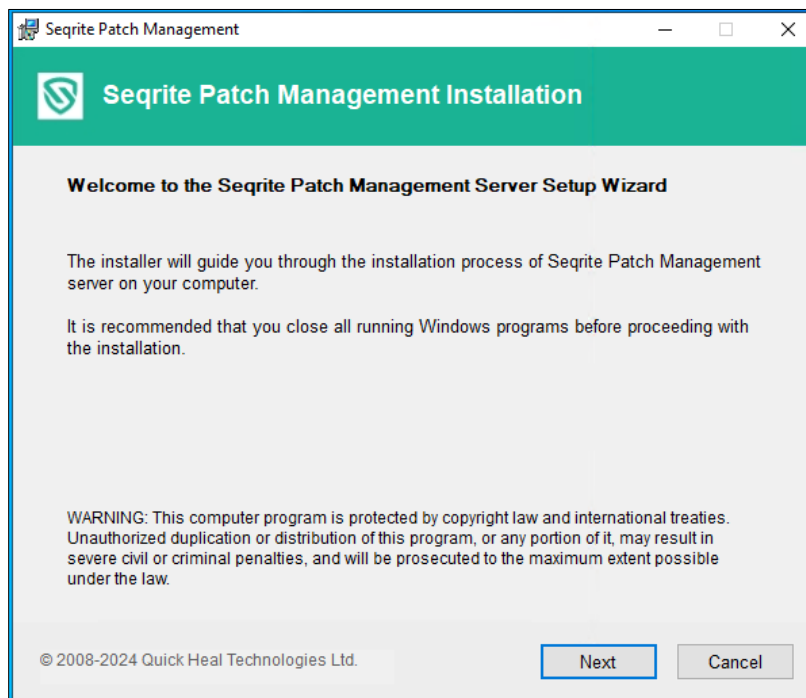 Seqrite Patch Management
Seqrite Patch Management Installation
Welcome to the Seqrite Patch Management Server Setup Wizard
The installer will guide you through the installation process of Seqrite Patch Management
server on your computer.
It is recommended that you close all running Windows programs before proceeding with
the installation.
WARNING: This computer program is protected by copyright law and international treaties.
Unauthorized duplication or distribution of this program, or any portion of it, may result in
severe civil or criminal penalties, and will be prosecuted to the maximum extent possible
under the law.
© 2008-2024 Quick Heal Technologies Ltd.
Next
Cancel